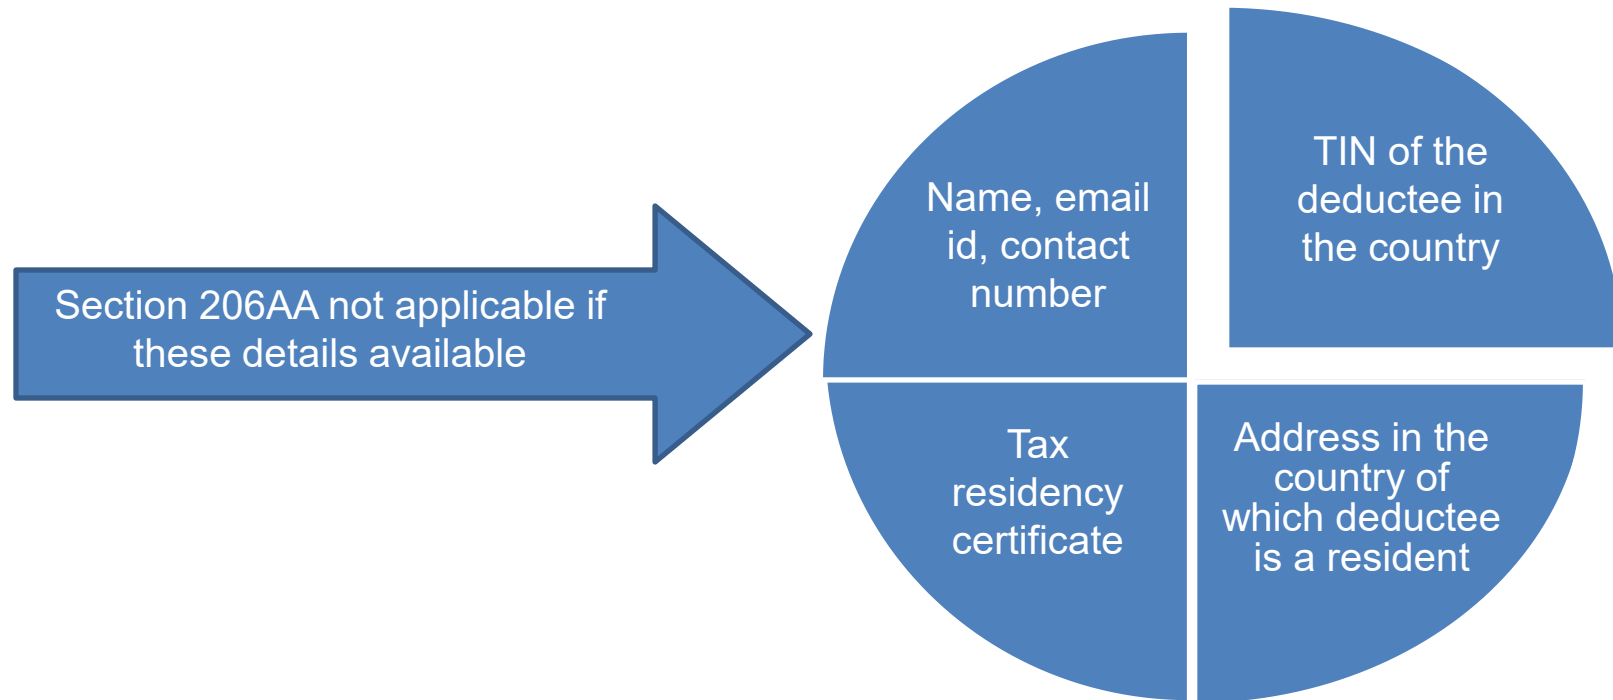 Section 206AA not applicable if
these details available
Name, email
id, contact
number
TIN of the
deductee in
the country
Tax
residency
certificate
Address in the
country of
which deductee
is a resident